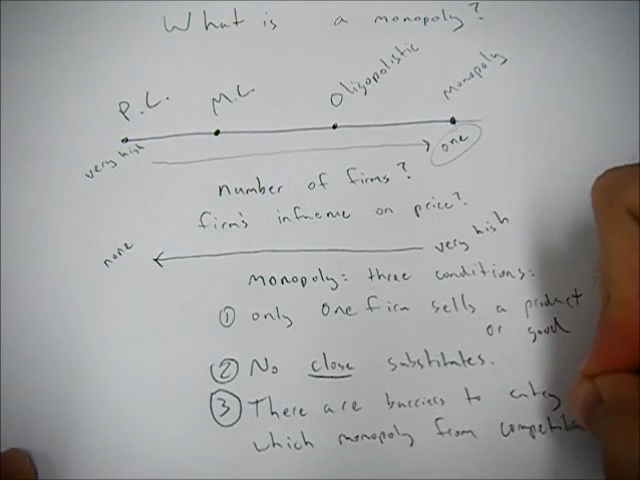 What is a monopoly?
P.C. M.C. Oligopolistic monopoly
very high one
number of firms?
firm's influence on price?
none very high
monopoly: three conditions:
① only one firm sells a product
or good
② No close substitutes.
③ There are barriers to entry
which monopoly from competition